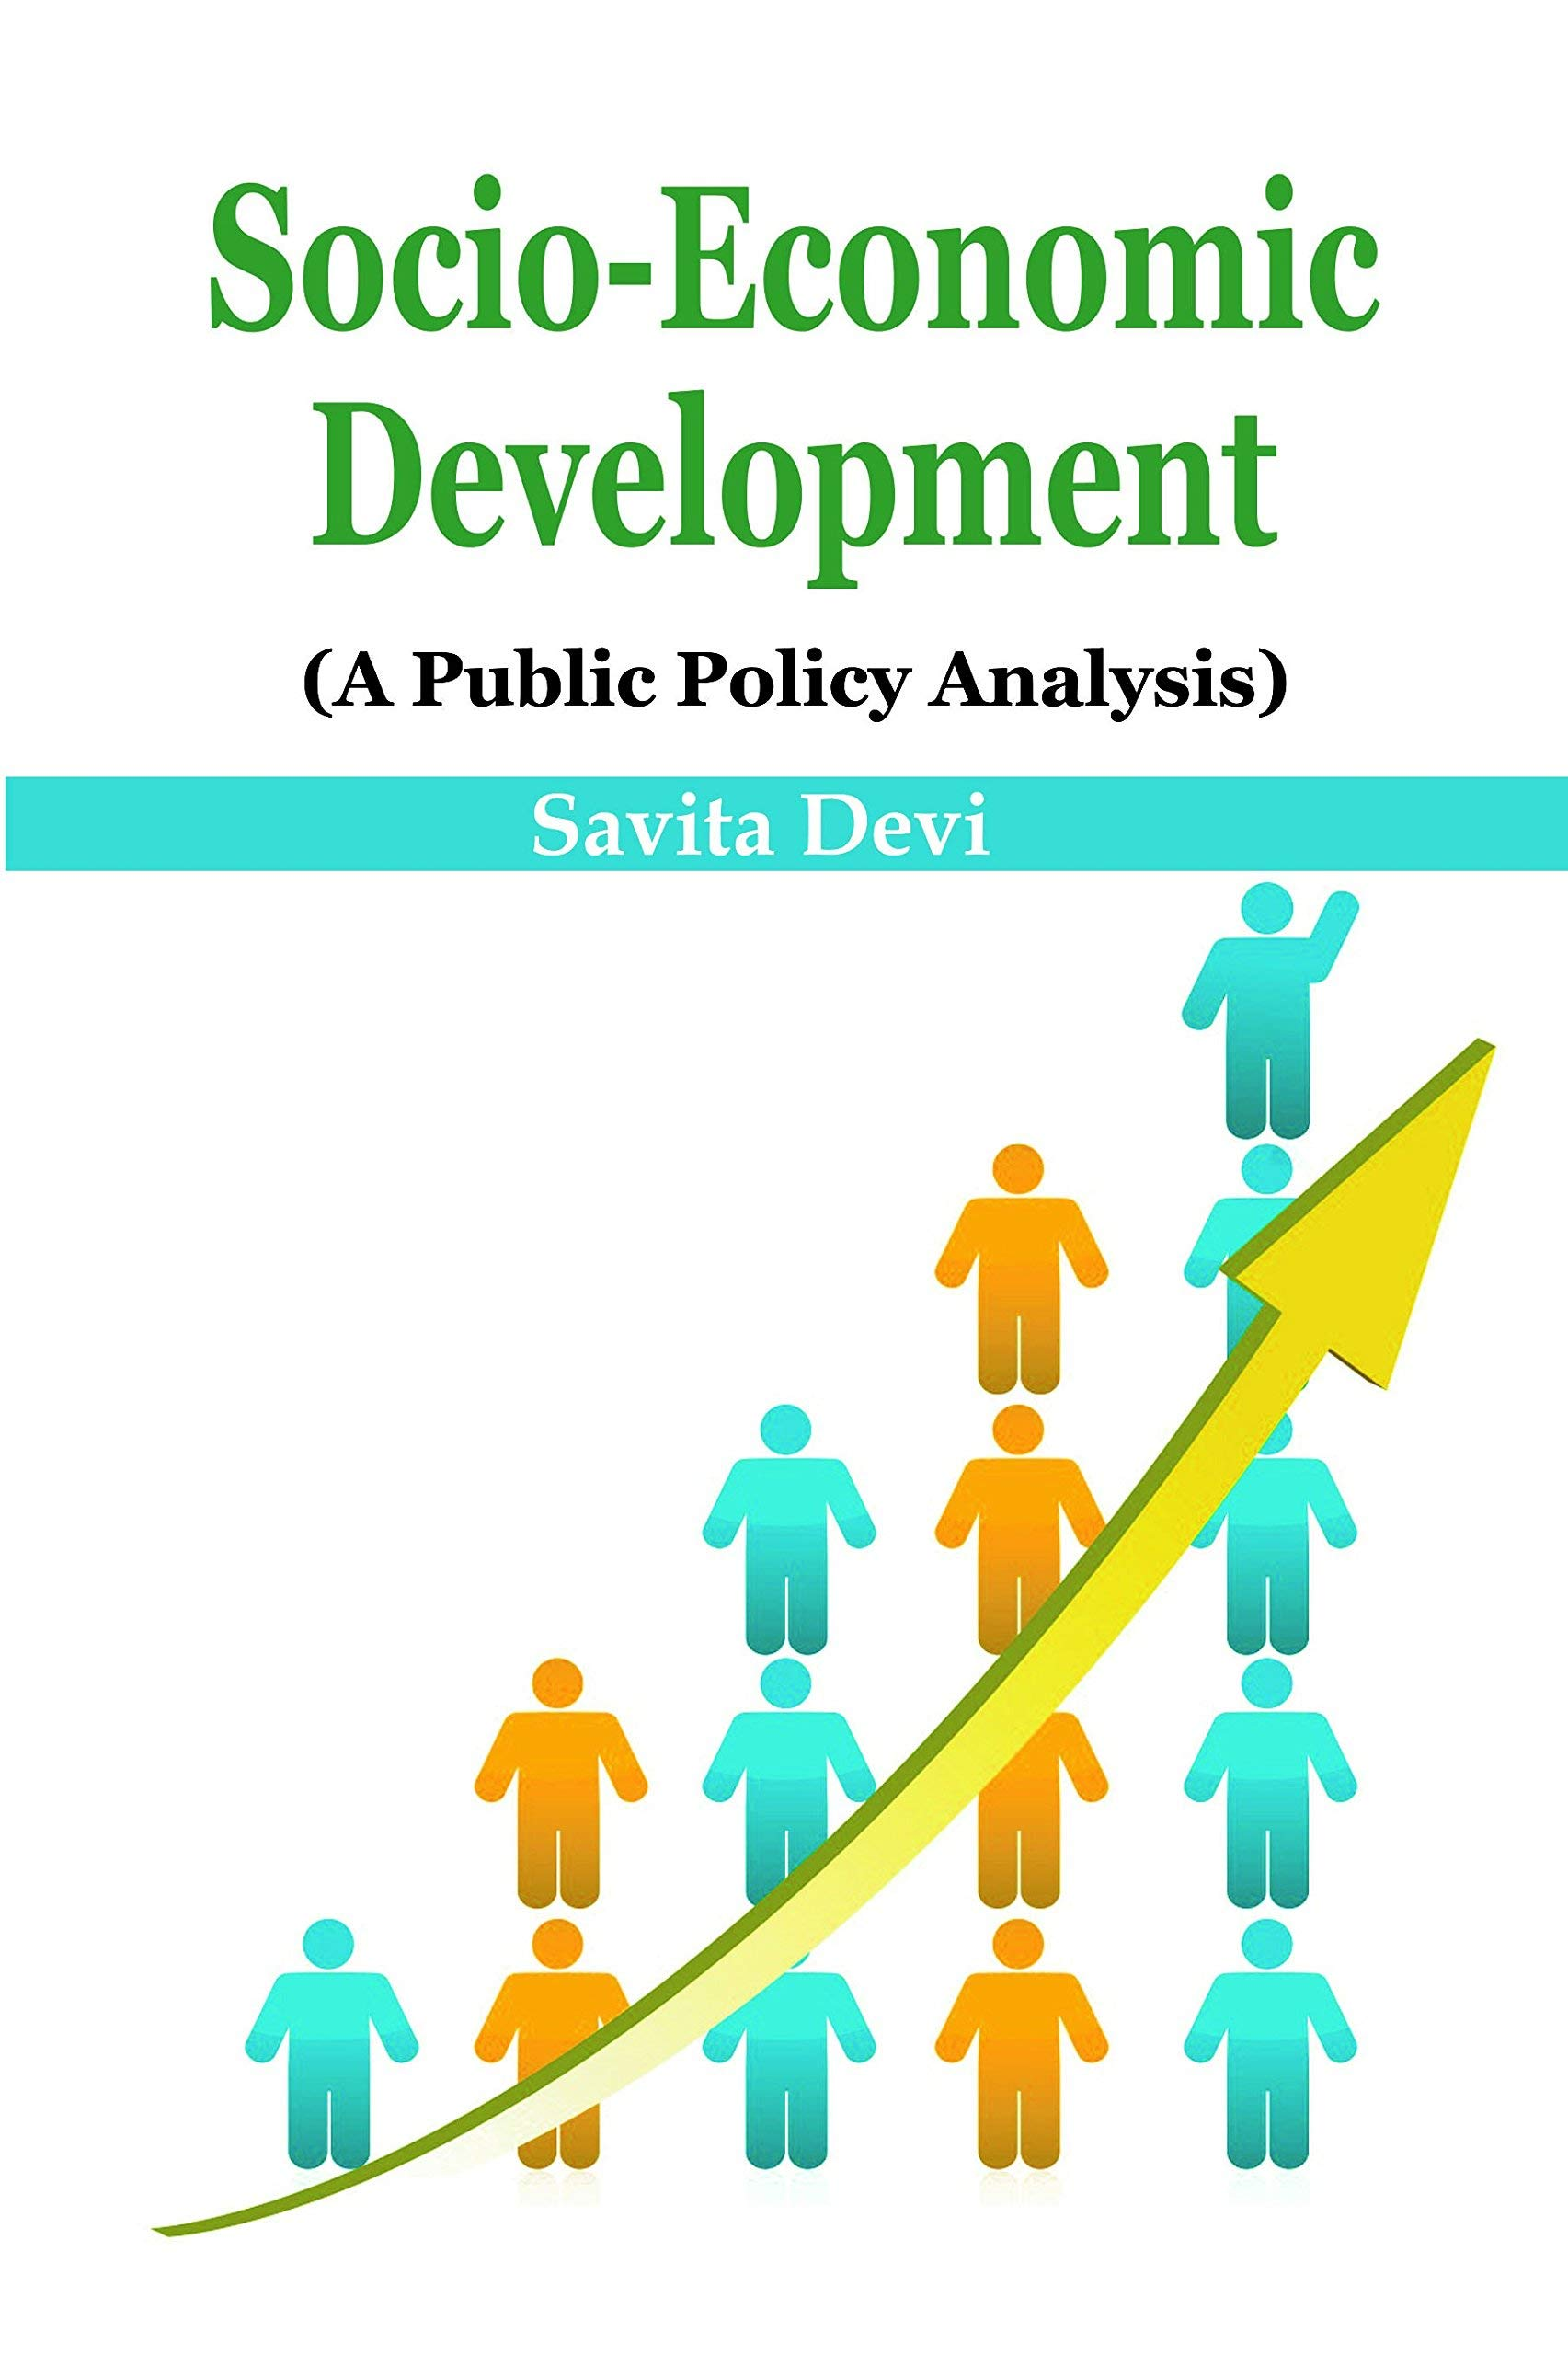 Socio-Economic
Development
(A Public Policy Analysis)
Savita Devi